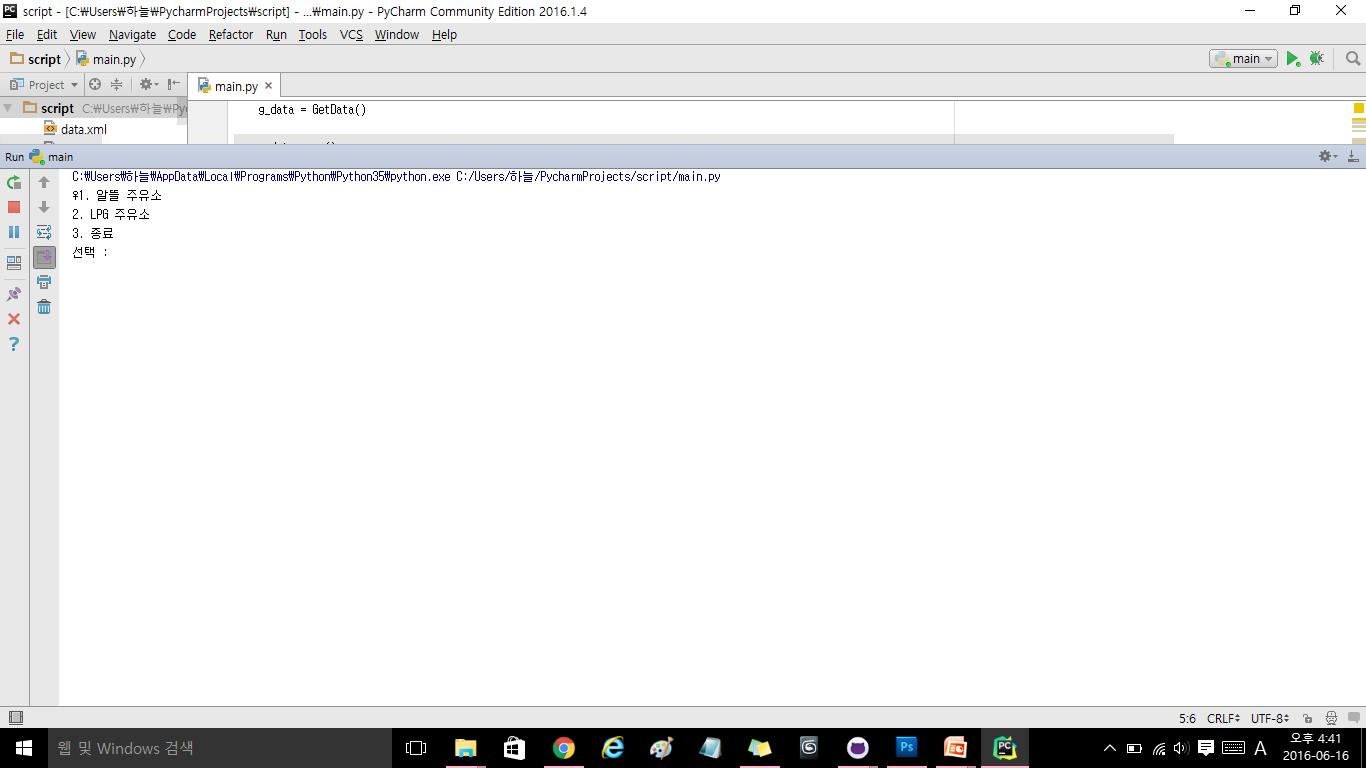 script - [C:₩Users₩하늘₩PycharmProjects₩script] - ...₩main.py - PyCharm Community Edition 2016.1.4
File Edit View Navigate Code Refactor Run Tools VCS Window Help
script main.py main
Project main.py
script C:₩Users₩하늘₩Py
g_data = GetData()
data.xml
Run main
C:₩Users₩하늘₩AppData₩Local₩Programs₩Python₩Python35₩python.exe C:/Users/하늘/PycharmProjects/script/main.py
₩1. 알뜰 주유소
2. LPG 주유소
3. 종료
선택 :
5:6 CRLF UTF-8
웹 및 Windows 검색
A
오후 4:41
2016-06-16